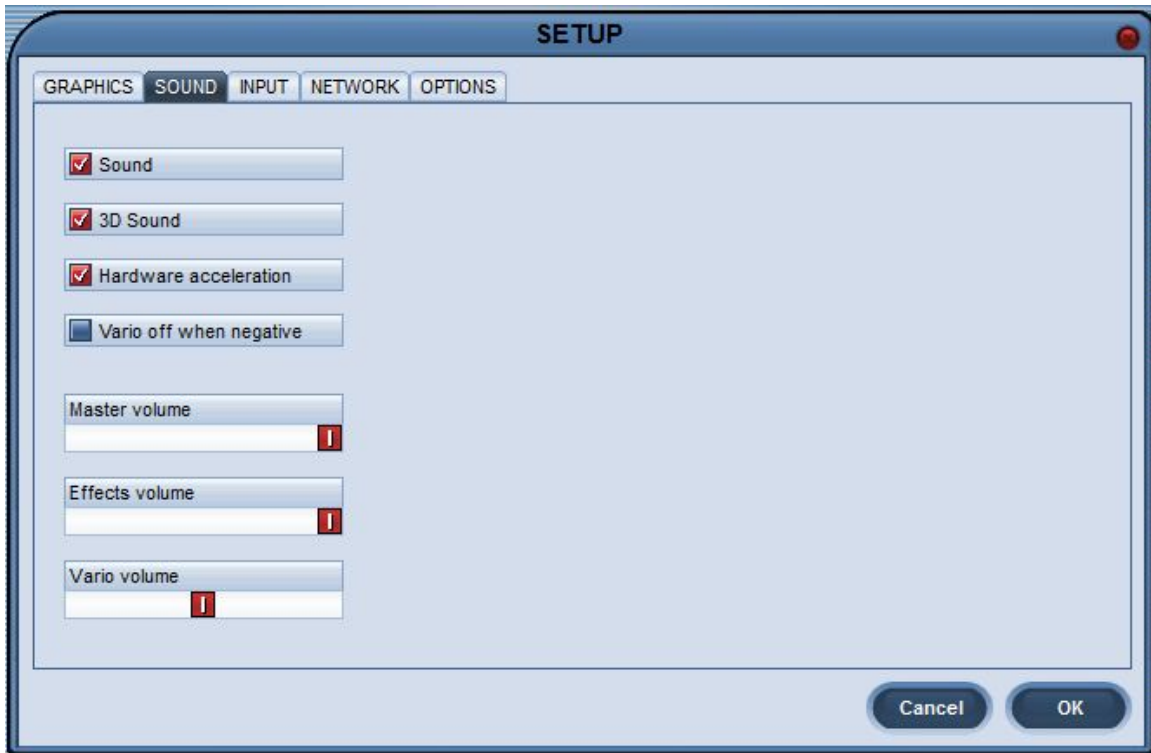 SETUP
GRAPHICS SOUND INPUT NETWORK OPTIONS
Sound
3D Sound
Hardware acceleration
Vario off when negative
Master volume
Effects volume
Vario volume
Cancel OK